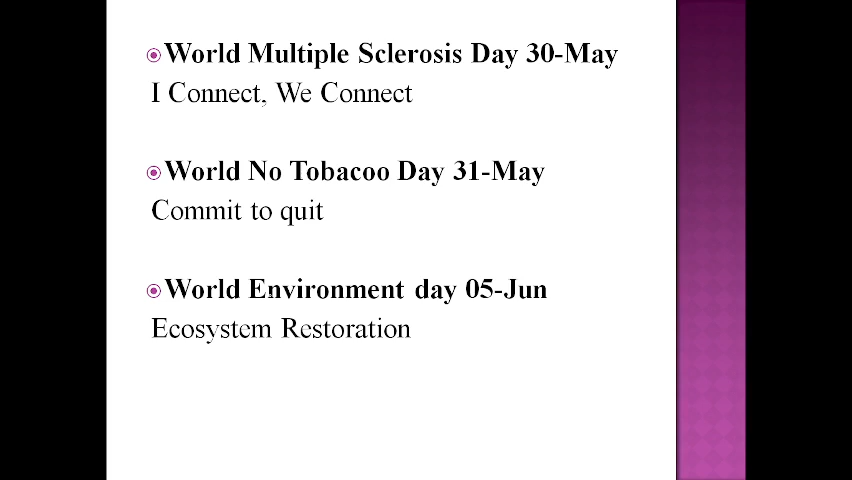 World Multiple Sclerosis Day 30-May
I Connect, We Connect
World No Tobacoo Day 31-May
Commit to quit
World Environment day 05-Jun
Ecosystem Restoration